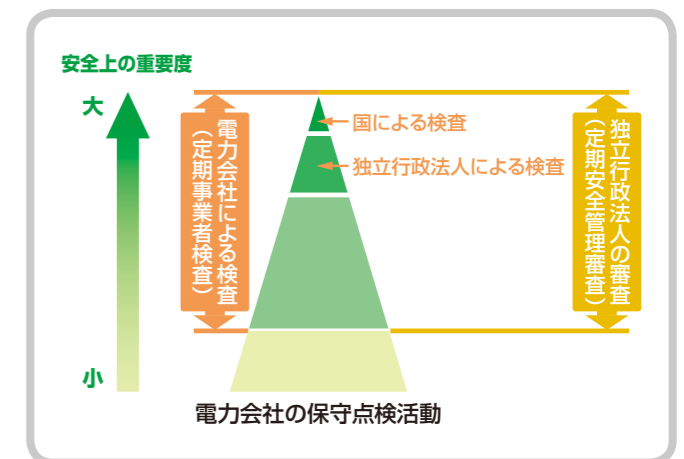 安全上の重要度
大
小
電力会社による検査
（定期事業者検査）
国による検査
独立行政法人による検査
独立行政法人の審査
（定期安全管理審査）
電力会社の保守点検活動